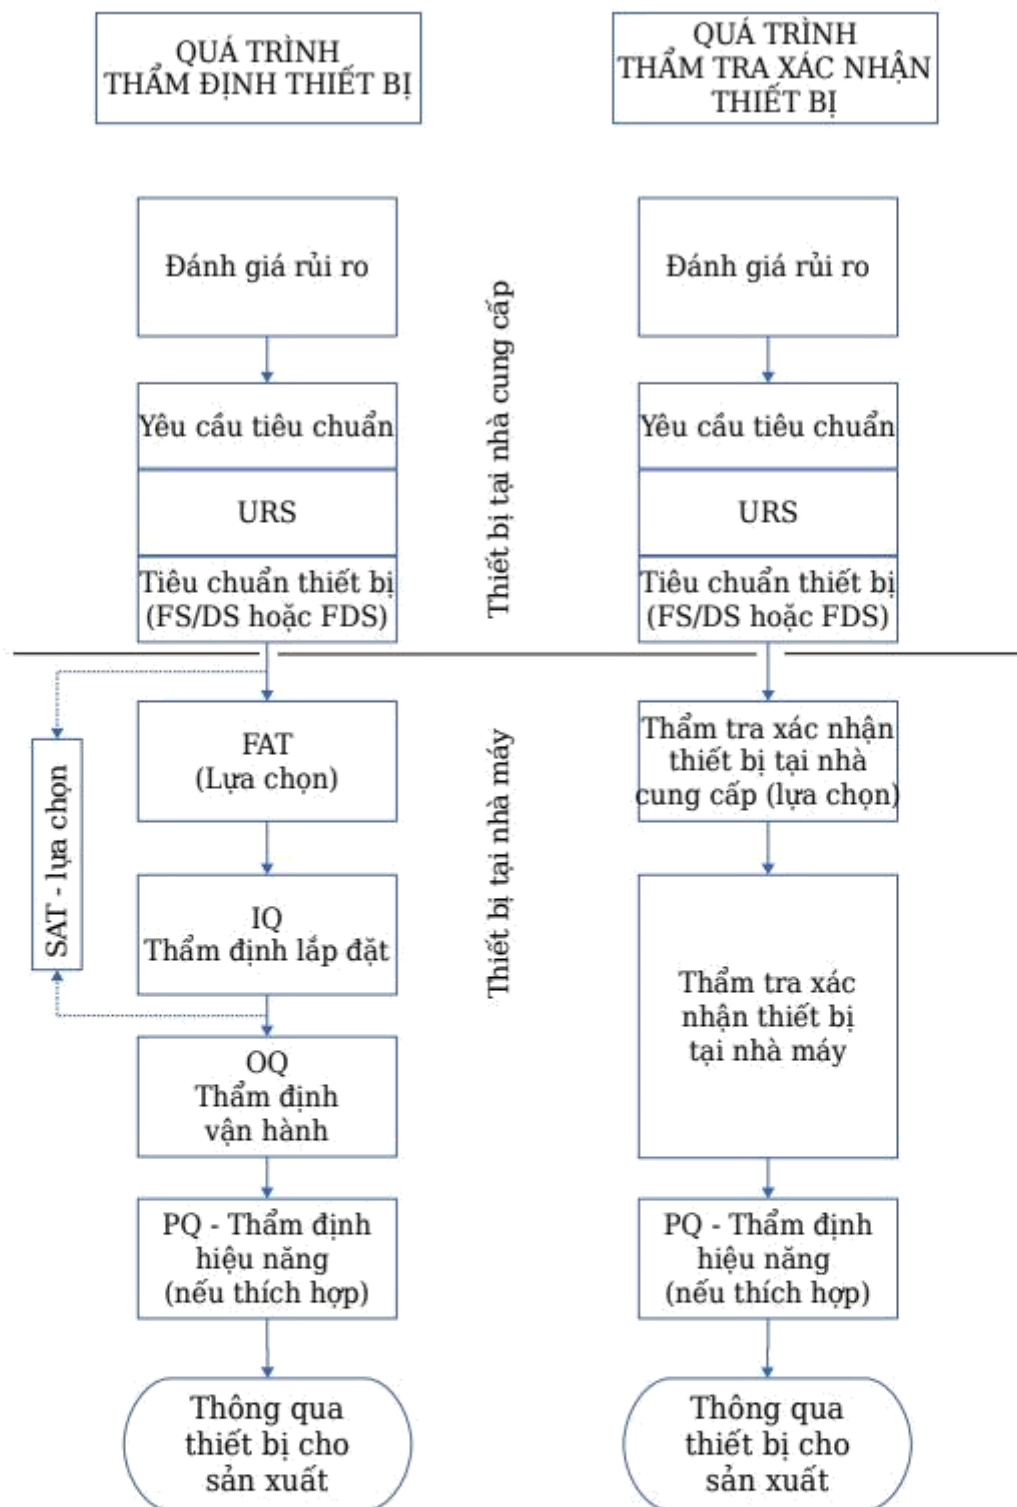 QUÁ TRÌNH
THẨM ĐỊNH THIẾT BỊ
Đánh giá rủi ro
Yêu cầu tiêu chuẩn
URS
Tiêu chuẩn thiết bị
(FS/DS hoặc FDS)
FAT
(Lựa chọn)
SAT - lựa chọn
IQ
Thẩm định lắp đặt
OQ
Thẩm định
vận hành
PQ - Thẩm định
hiệu năng
(nếu thích hợp)
Thông qua
thiết bị cho
sản xuất
Thiết bị tại nhà cung cấp
Thiết bị tại nhà máy
QUÁ TRÌNH
THẨM TRA XÁC NHẬN
THIẾT BỊ
Đánh giá rủi ro
Yêu cầu tiêu chuẩn
URS
Tiêu chuẩn thiết bị
(FS/DS hoặc FDS)
Thẩm tra xác nhận
thiết bị tại nhà
cung cấp (lựa chọn)
Thẩm tra xác
nhận thiết bị
tại nhà máy
PQ - Thẩm định
hiệu năng
(nếu thích hợp)
Thông qua
thiết bị cho
sản xuất